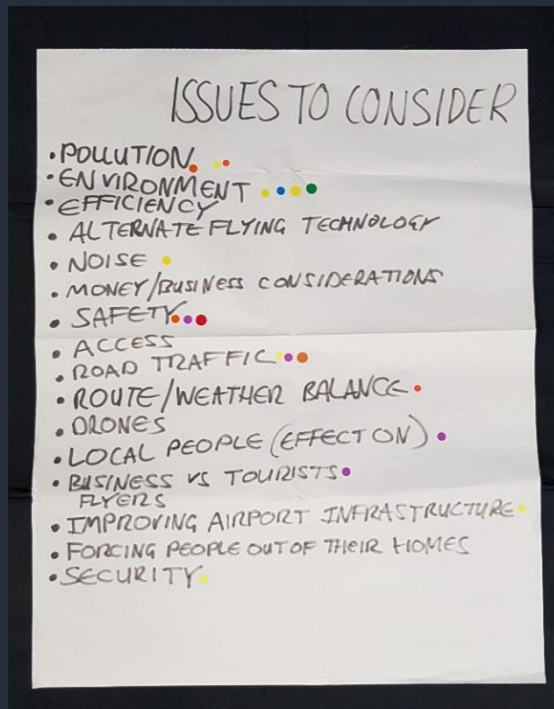 ISSUES TO CONSIDER
• POLLUTION
• ENVIRONMENT
• EFFICIENCY
• ALTERNATE FLYING TECHNOLOGY
• NOISE
• MONEY/BUSINESS CONSIDERATIONS
• SAFETY
• ACCESS
• ROAD TRAFFIC
• ROUTE/WEATHER BALANCE
• DRONES
• LOCAL PEOPLE (EFFECT ON)
• BUSINESS VS TOURISTS
FLYERS
• IMPROVING AIRPORT INFRASTRUCTURE
• FORCING PEOPLE OUT OF THEIR HOMES
• SECURITY